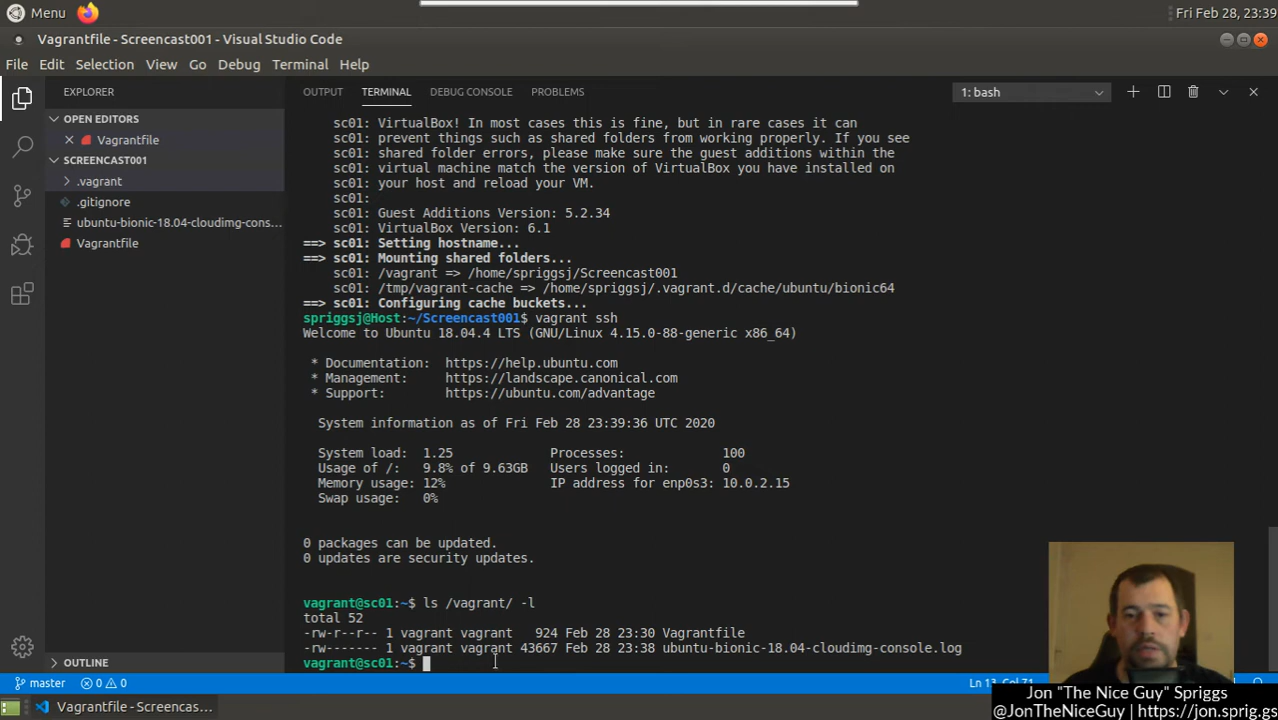 Menu
Fri Feb 28, 23:39
Vagrantfile - Screencast001 - Visual Studio Code
File Edit Selection View Go Debug Terminal Help
EXPLORER
OUTPUT TERMINAL DEBUG CONSOLE PROBLEMS
1: bash
OPEN EDITORS
Vagrantfile
SCREENCAST001
.vagrant
.gitignore
ubuntu-bionic-18.04-cloudimg-cons...
Vagrantfile
sc01: VirtualBox! In most cases this is fine, but in rare cases it can
sc01: prevent things such as shared folders from working properly. If you see
sc01: shared folder errors, please make sure the guest additions within the
sc01: virtual machine match the version of VirtualBox you have installed on
sc01: your host and reload your VM.
sc01:
sc01: Guest Additions Version: 5.2.34
sc01: VirtualBox Version: 6.1
==> sc01: Setting hostname...
==> sc01: Mounting shared folders...
sc01: /vagrant => /home/spriggsj/Screencast001
sc01: /tmp/vagrant-cache => /home/spriggsj/.vagrant.d/cache/ubuntu/bionic64
==> sc01: Configuring cache buckets...
spriggsj@Host:~/Screencast001$ vagrant ssh
Welcome to Ubuntu 18.04.4 LTS (GNU/Linux 4.15.0-88-generic x86_64)
* Documentation: https://help.ubuntu.com
* Management: https://landscape.canonical.com
* Support: https://ubuntu.com/advantage
System information as of Fri Feb 28 23:39:36 UTC 2020
System load: 1.25 Processes: 100
Usage of /: 9.8% of 9.63GB Users logged in: 0
Memory usage: 12% IP address for enp0s3: 10.0.2.15
Swap usage: 0%
0 packages can be updated.
0 updates are security updates.
vagrant@sc01:~$ ls /vagrant/ -l
total 52
-rw-r--r-- 1 vagrant vagrant 924 Feb 28 23:30 Vagrantfile
-rw------- 1 vagrant vagrant 43667 Feb 28 23:38 ubuntu-bionic-18.04-cloudimg-console.log
vagrant@sc01:~$
OUTLINE
master 0 0
Ln 13, Col 71
Vagrantfile - Screencas...
Jon "The Nice Guy" Spriggs
@JonTheNiceGuy | https://jon.sprig.gs